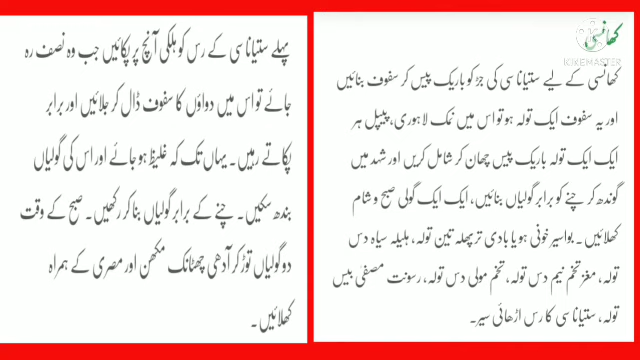 کھانسی
KINEMASTER
کھانسی کے لیے ستیاناسی کی جڑ کو باریک پیس کر سفوف بنائیں
اور یہ سفوف ایک تولہ ہو تو اس میں نمک لاہوری، پیپل ہر
ایک ایک تولہ باریک پیس چھان کر شامل کریں اور شہد میں
گوندھ کر چنے کو برابر گولیاں بنائیں، ایک ایک گولی صبح و شام
کھلائیں۔ بواسیر خونی ہو یا بادی تر پھلہ تین تولہ، ہلیلہ سیاہ دس
تولہ، مغز تخم نیم دس تولہ، تخم مولی دس تولہ، رسونت مصفیٰ بیس
تولہ، ستیاناسی کا رس اڑھائی سیر۔
پہلے ستیاناسی کے رس کو ہلکی آنچ پر پکائیں جب وہ نصف رہ
جائے تو اس میں دواؤں کا سفوف ڈال کر جلائیں اور برابر
پکاتے رہیں۔ یہاں تک کہ غلیظ ہو جائے اور اس کی گولیاں
بندھ سکیں۔ چنے کے برابر گولیاں بنا کر رکھیں۔ صبح کے وقت
دو گولیاں توڑ کر آدھی چھٹانک مکھن اور مصری کے ہمراہ
کھلائیں۔